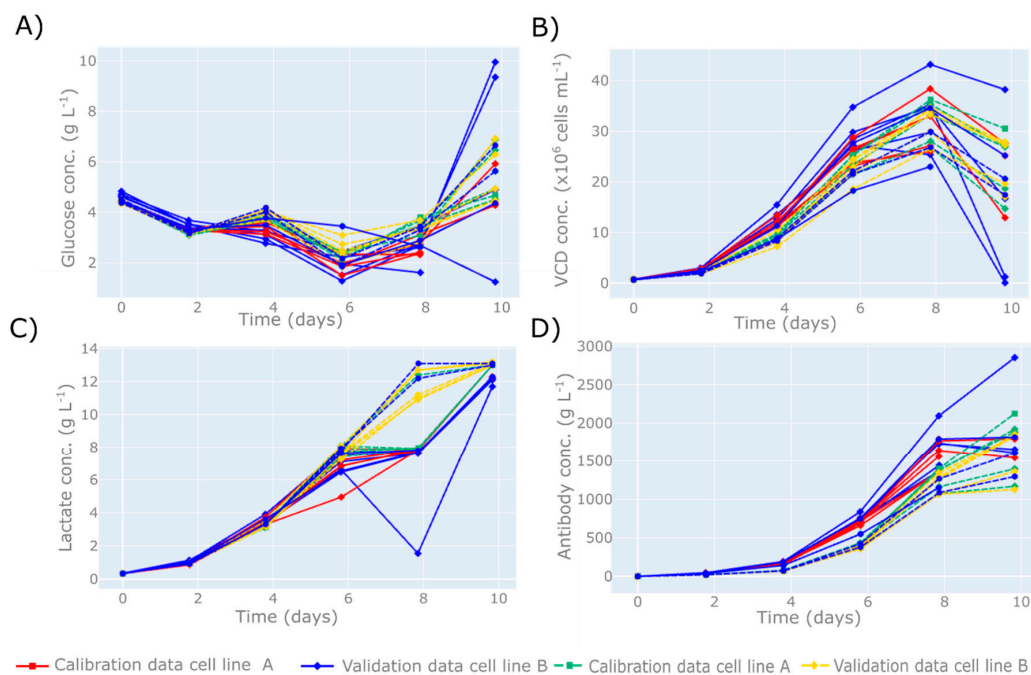 A)
Glucose conc. (g L⁻¹)
10
8
6
4
2
0 2 4 6 8 10
Time (days)
B)
VCD conc. (x10⁶ cells mL⁻¹)
40
30
20
10
0
0 2 4 6 8 10
Time (days)
C)
Lactate conc. (g L⁻¹)
14
12
10
8
6
4
2
0
0 2 4 6 8 10
Time (days)
D)
Antibody conc. (g L⁻¹)
3000
2500
2000
1500
1000
500
0
0 2 4 6 8 10
Time (days)
Calibration data cell line A Validation data cell line B Calibration data cell line A Validation data cell line B